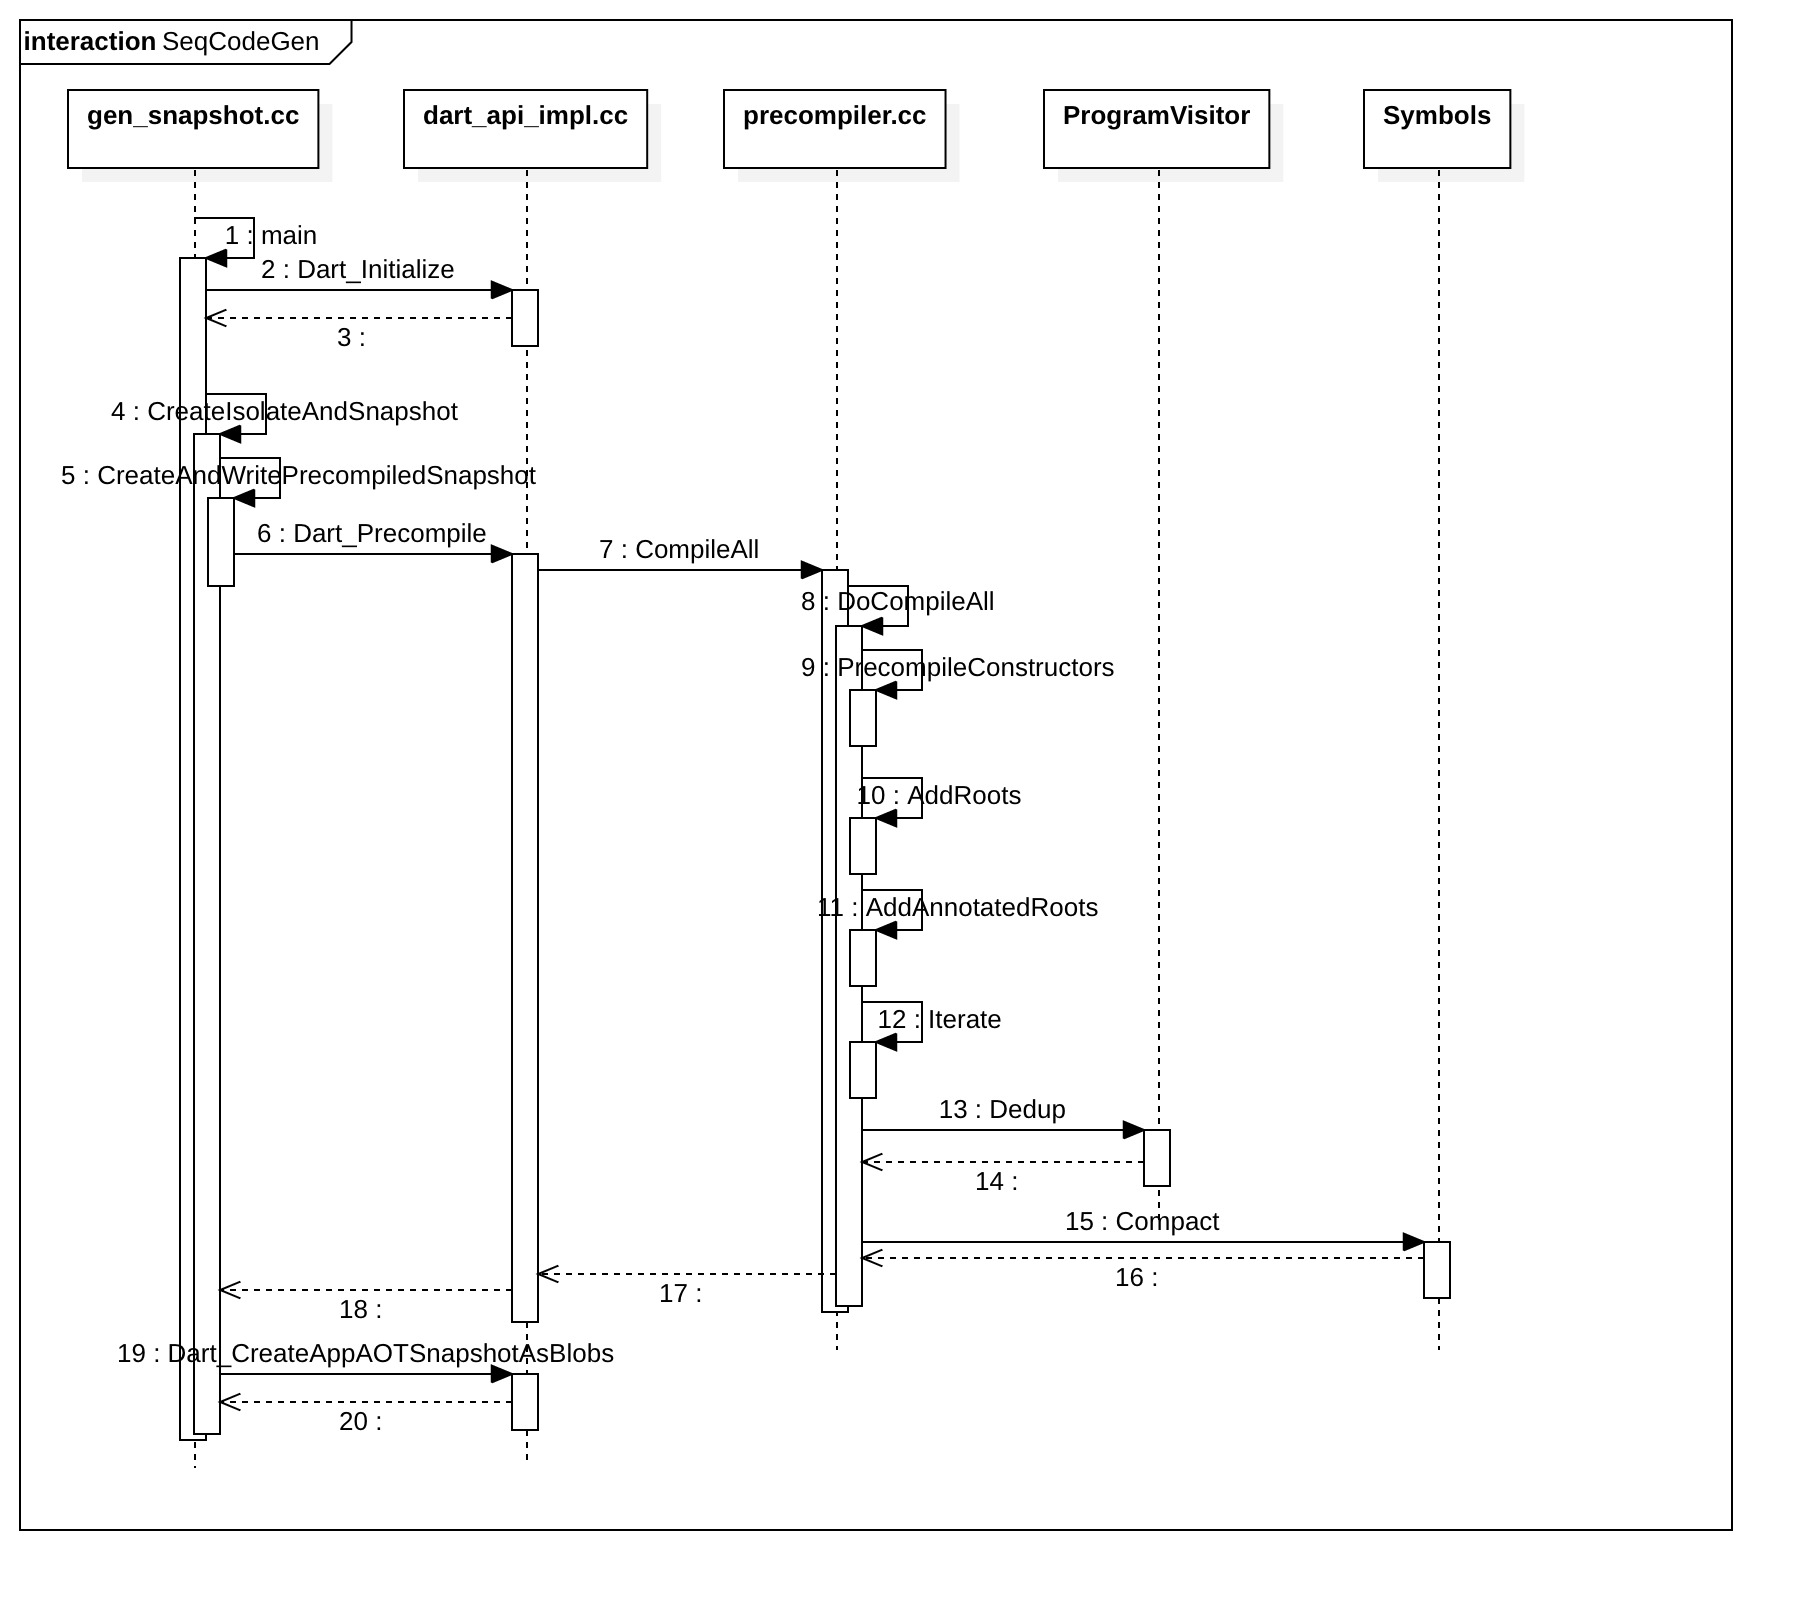 interaction SeqCodeGen
gen_snapshot.cc
dart_api_impl.cc
precompiler.cc
ProgramVisitor
Symbols
1 : main
2 : Dart_Initialize
3 :
4 : CreateIsolateAndSnapshot
5 : CreateAndWritePrecompiledSnapshot
6 : Dart_Precompile
7 : CompileAll
8 : DoCompileAll
9 : PrecompileConstructors
10 : AddRoots
11 : AddAnnotatedRoots
12 : Iterate
13 : Dedup
14 :
15 : Compact
16 :
17 :
18 :
19 : Dart_CreateAppAOTSnapshotAsBlobs
20 :